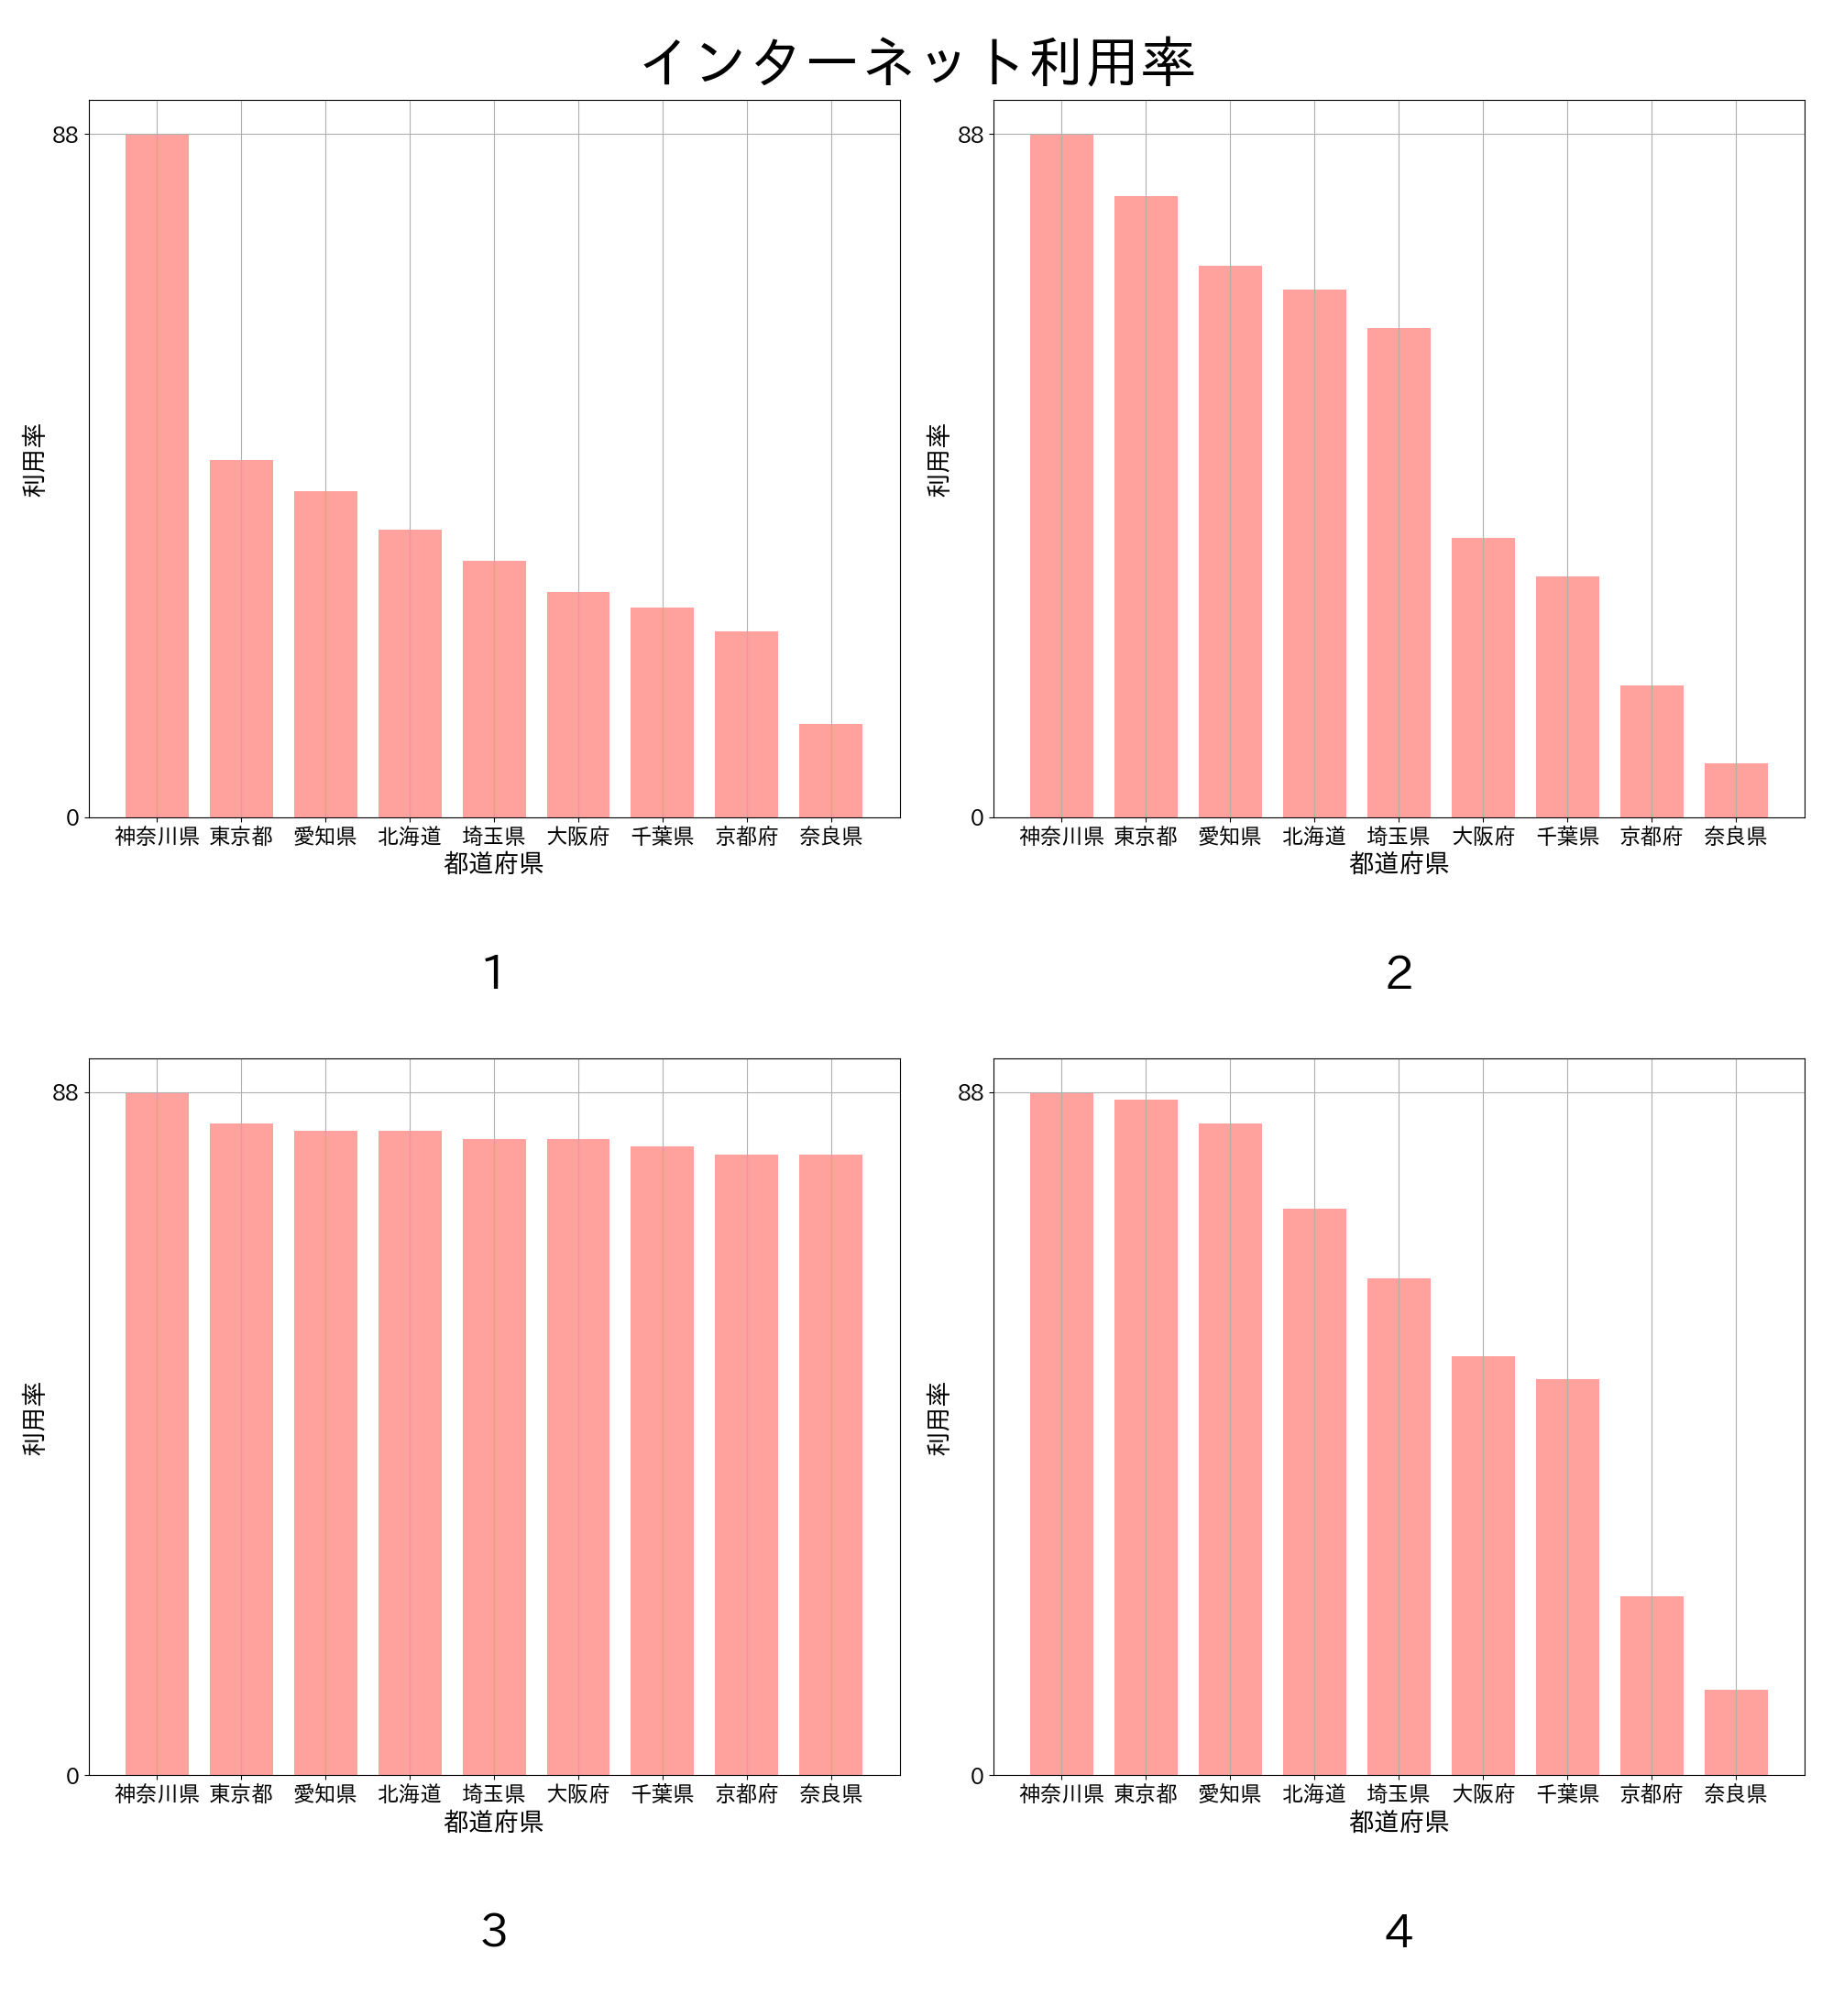 インターネット利用率
88
0
利用率
神奈川県 東京都 愛知県 北海道 埼玉県 大阪府 千葉県 京都府 奈良県
都道府県
1
88
0
利用率
神奈川県 東京都 愛知県 北海道 埼玉県 大阪府 千葉県 京都府 奈良県
都道府県
2
88
0
利用率
神奈川県 東京都 愛知県 北海道 埼玉県 大阪府 千葉県 京都府 奈良県
都道府県
3
88
0
利用率
神奈川県 東京都 愛知県 北海道 埼玉県 大阪府 千葉県 京都府 奈良県
都道府県
4